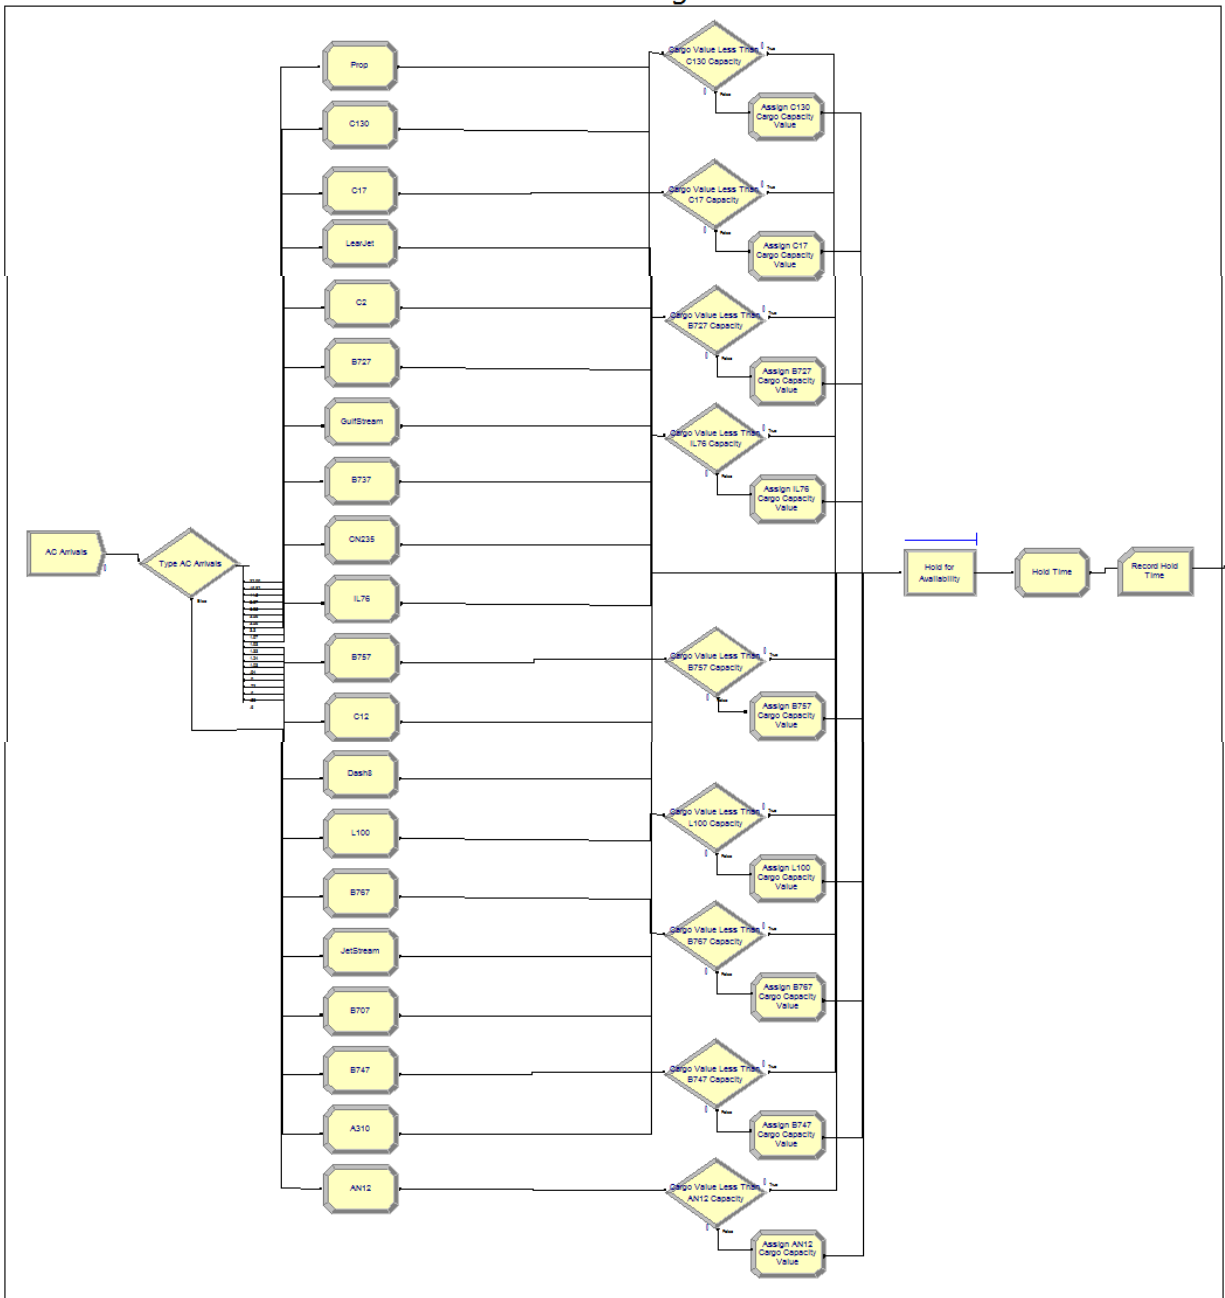 Prop
C130
C17
LearJet
C2
B727
GulfStream
B737
CN235
IL76
B757
C12
Dash8
L100
B767
JetStream
B707
B747
A310
AN12
AC Arrivals
Type AC Arrivals
Else
Cargo Value Less Than
C130 Capacity
True
False
Assign C130
Cargo Capacity
Value
Cargo Value Less Than
C17 Capacity
True
False
Assign C17
Cargo Capacity
Value
Cargo Value Less Than
B727 Capacity
True
False
Assign B727
Cargo Capacity
Value
Cargo Value Less Than
IL76 Capacity
True
False
Assign IL76
Cargo Capacity
Value
Cargo Value Less Than
B757 Capacity
True
False
Assign B757
Cargo Capacity
Value
Cargo Value Less Than
L100 Capacity
True
False
Assign L100
Cargo Capacity
Value
Cargo Value Less Than
B767 Capacity
True
False
Assign B767
Cargo Capacity
Value
Cargo Value Less Than
B747 Capacity
True
False
Assign B747
Cargo Capacity
Value
Cargo Value Less Than
AN12 Capacity
True
False
Assign AN12
Cargo Capacity
Value
Hold for
Availability
Hold Time
Record Hold
Time